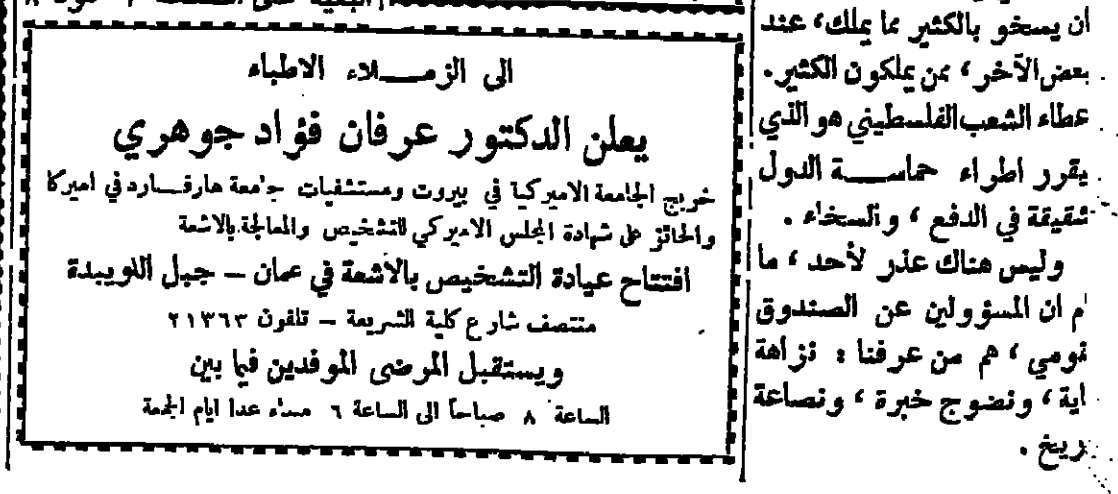 ان يسخو بالكثير مما يملك، عند
بعض الآخر، ممن يملكون الكثير.
عطاء الشعب الفلسطيني هو الذي
يقرر اطراء حماسة الدول
شقيقة في الدفع، والسخاء.
وليس هناك عذر لأحد، ما
م ان المسؤولين عن الصندوق
قومي، هم من عرفنا: نزاهة
اية، ونضوج خبرة، ونصاعة
ريخ.
الى الزملاء الاطباء
يعلن الدكتور عرفان فؤاد جوهري
خريج الجامعة الاميركية في بيروت ومستشفيات جامعة هارفارد في اميركا
والحائز على شهادة المجلس الاميركي للتشخيص والمعالجة بالاشعة
افتتاح عيادة التشخيص بالاشعة في عمان – جبل اللويبدة
منتصف شارع كلية الشريعة – تلفون ٢١٣٦٣
ويستقبل المرضى الموفدين فيما بين
الساعة ٨ صباحاً الى الساعة ٦ مساء عدا ايام الجمعة